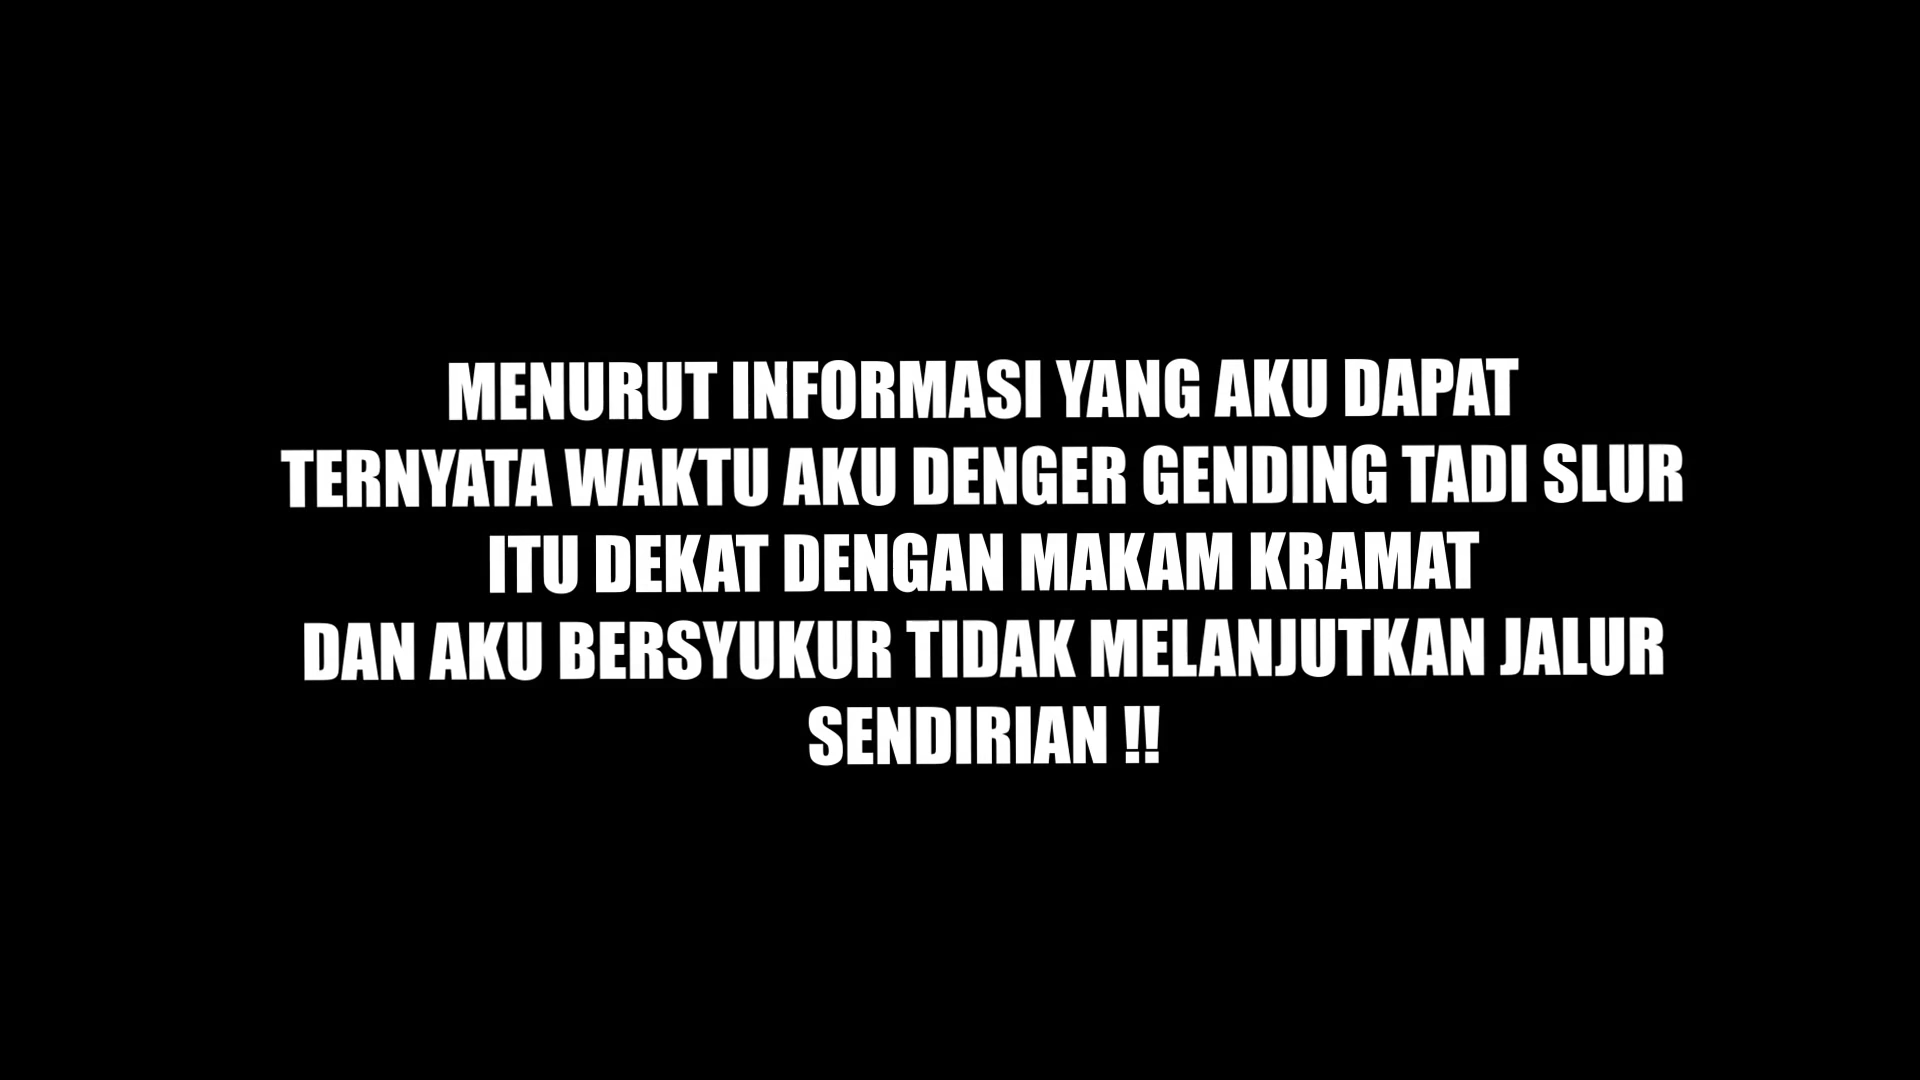 MENURUT INFORMASI YANG AKU DAPAT
TERNYATA WAKTU AKU DENGER GENDING TADI SLUR
ITU DEKAT DENGAN MAKAM KRAMAT
DAN AKU BERSYUKUR TIDAK MELANJUTKAN JALUR
SENDIRIAN !!